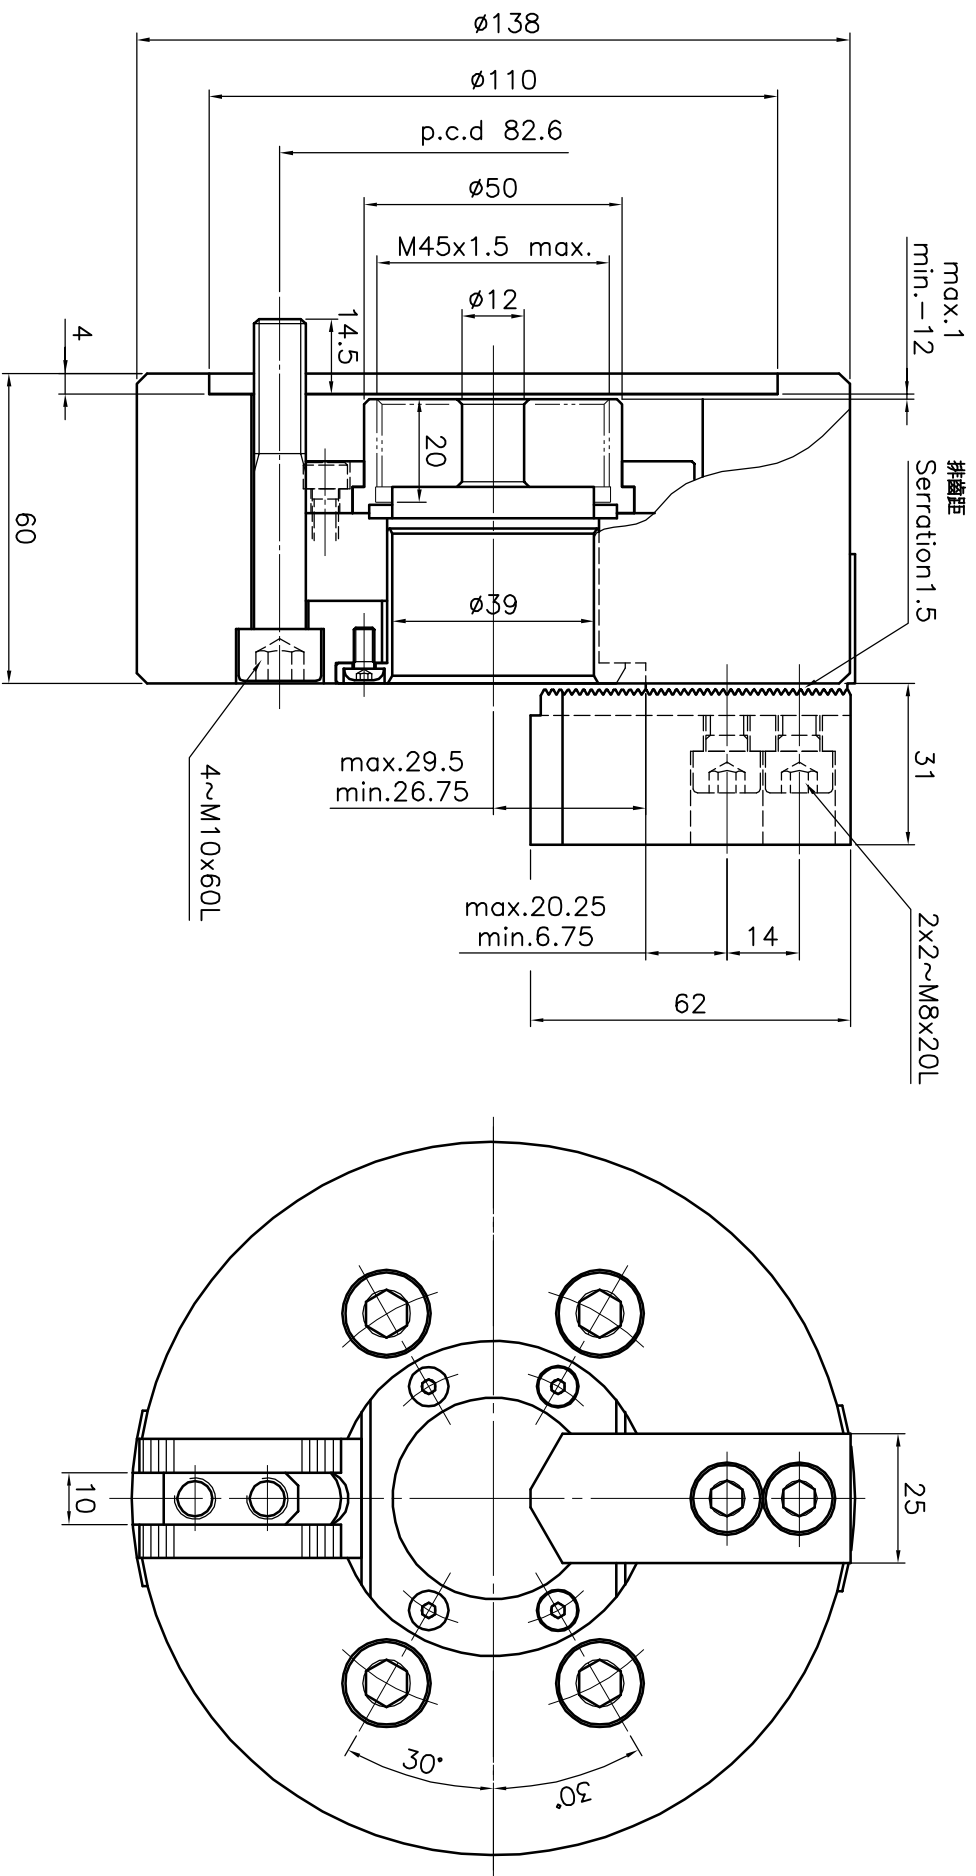 ø138
ø110
p.c.d 82.6
ø50
M45x1.5 max.
ø12
max.1
min.-12
14.5
4
20
60
排齒距
Serration1.5
ø39
31
max.29.5
min.26.75
4~M10x60L
2x2~M8x20L
max.20.25
min.6.75
14
62
25
10
30°
30°